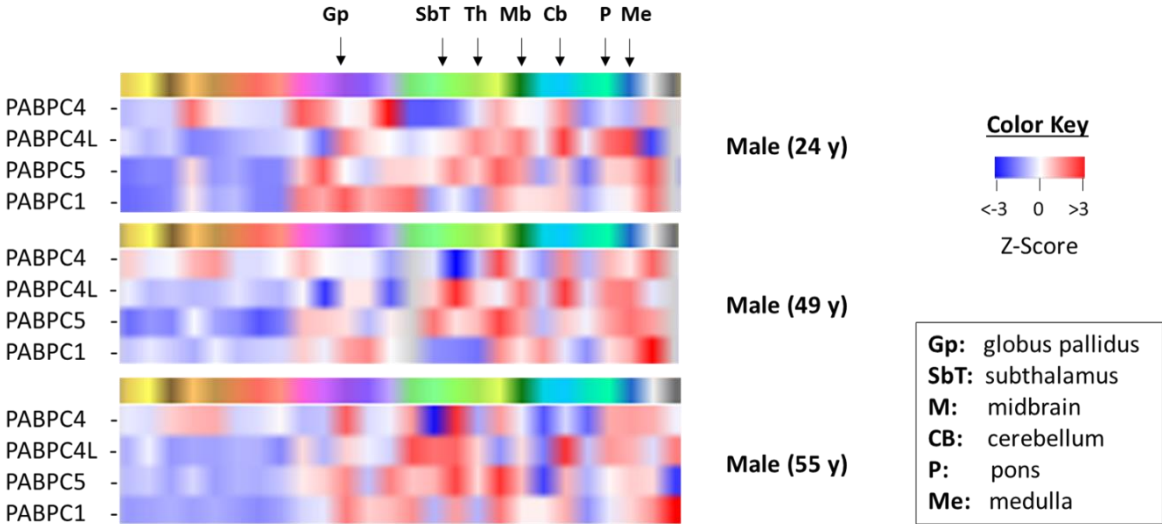 Gp SbT Th Mb Cb P Me
PABPC4 -
PABPC4L -
PABPC5 -
PABPC1 -
Male (24 y)
PABPC4 -
PABPC4L -
PABPC5 -
PABPC1 -
Male (49 y)
PABPC4 -
PABPC4L -
PABPC5 -
PABPC1 -
Male (55 y)
Color Key
<-3 0 >3
Z-Score
Gp: globus pallidus
SbT: subthalamus
M: midbrain
CB: cerebellum
P: pons
Me: medulla